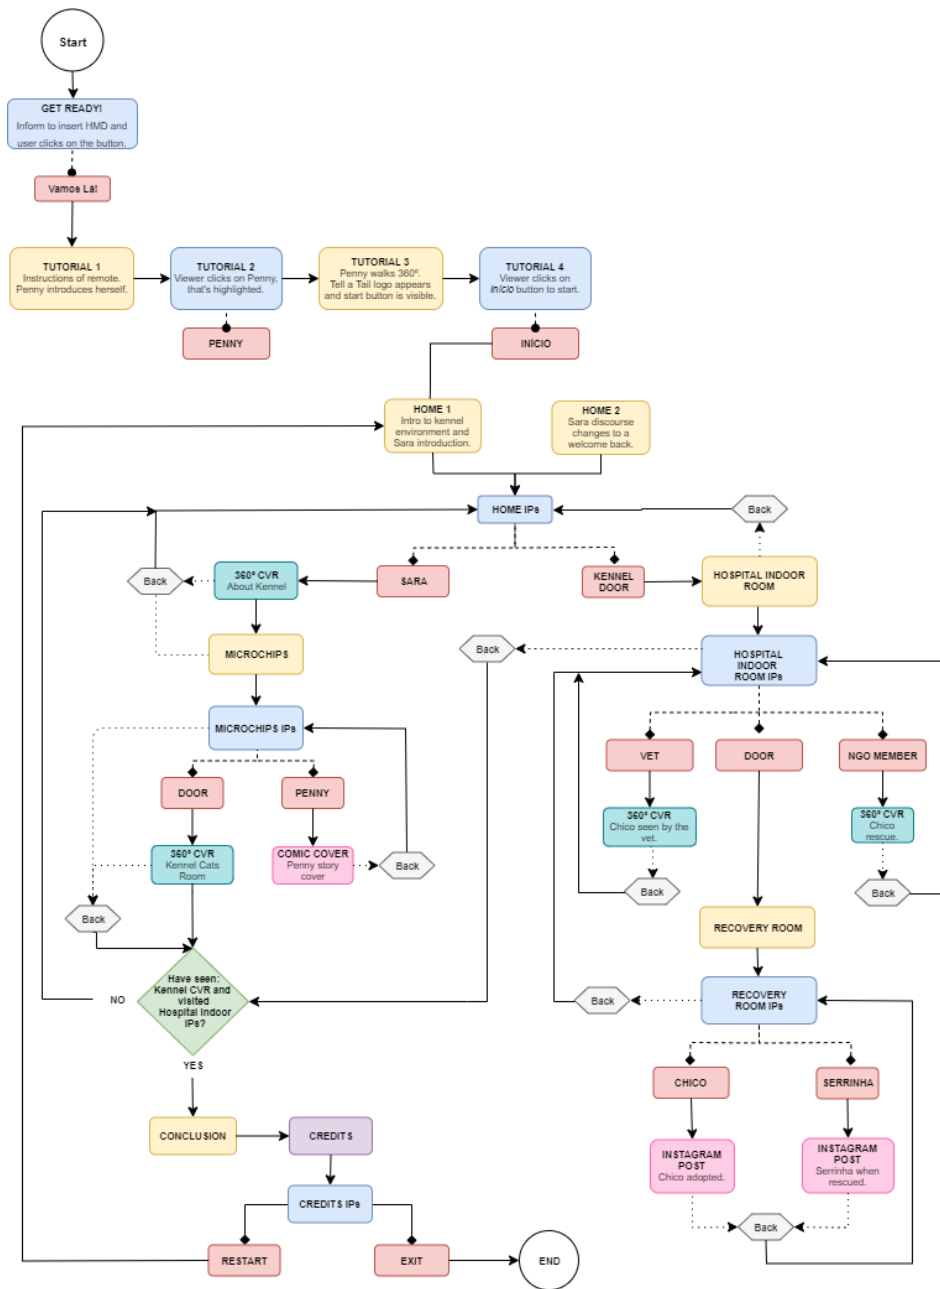 Start
GET READY!
Inform to insert HMD and
user clicks on the button.
Vamos Lá!
TUTORIAL 1
Instructions of remote.
Penny introduces herself.
TUTORIAL 2
Viewer clicks on Penny,
that's highlighted.
TUTORIAL 3
Penny walks 360º.
Tell a Tail logo appears
and start button is visible.
TUTORIAL 4
Viewer clicks on
Início button to start.
PENNY
INÍCIO
HOME 1
Intro to kennel
environment and
Sara introduction.
HOME 2
Sara discourse
changes to a
welcome back.
HOME IPs
Back
Back
360º CVR
About Kennel
SARA
KENNEL
DOOR
HOSPITAL INDOOR
ROOM
MICROCHIPS
Back
HOSPITAL
INDOOR
ROOM IPs
MICROCHIPS IPs
VET
DOOR
NGO MEMBER
DOOR
PENNY
360º CVR
Chico seen by the
vet.
360º CVR
Chico
rescue.
360º CVR
Kennel Cats
Room
COMIC COVER
Penny story
cover
Back
Back
Back
Back
RECOVERY ROOM
Have seen:
Kennel CVR and
visited
Hospital Indoor
IPs?
NO
YES
Back
RECOVERY
ROOM IPs
CHICO
SERRINHA
CONCLUSION
CREDITS
INSTAGRAM
POST
Chico adopted.
INSTAGRAM
POST
Serrinha when
rescued.
CREDITS IPs
Back
RESTART
EXIT
END